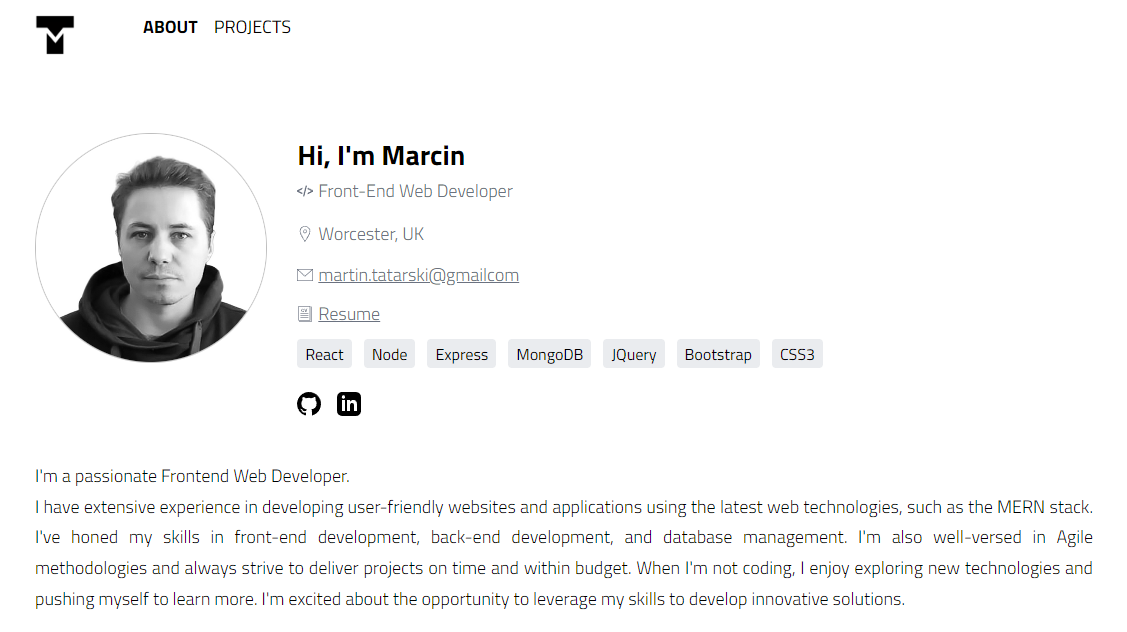 ABOUT PROJECTS
Hi, I'm Marcin
</> Front-End Web Developer
Worcester, UK
martin.tatarski@gmailcom
Resume
React Node Express MongoDB JQuery Bootstrap CSS3
in
I'm a passionate Frontend Web Developer.
I have extensive experience in developing user-friendly websites and applications using the latest web technologies, such as the MERN stack.
I've honed my skills in front-end development, back-end development, and database management. I'm also well-versed in Agile
methodologies and always strive to deliver projects on time and within budget. When I'm not coding, I enjoy exploring new technologies and
pushing myself to learn more. I'm excited about the opportunity to leverage my skills to develop innovative solutions.